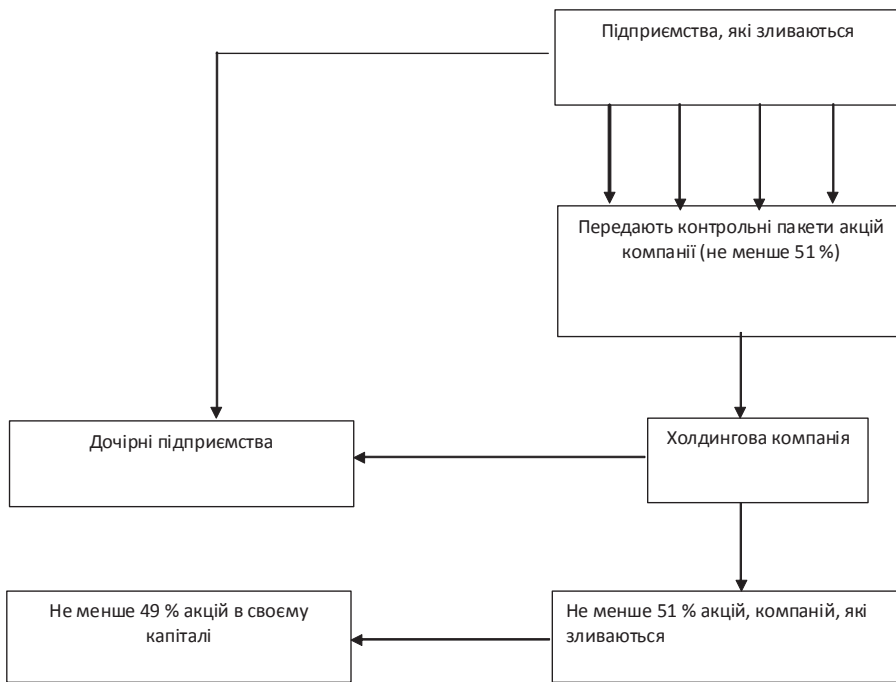 Підприємства, які зливаються
Передають контрольні пакети акцій
компанії (не менше 51 %)
Дочірні підприємства
Холдингова компанія
Не менше 49 % акцій в своєму
капіталі
Не менше 51 % акцій, компаній, які
зливаються